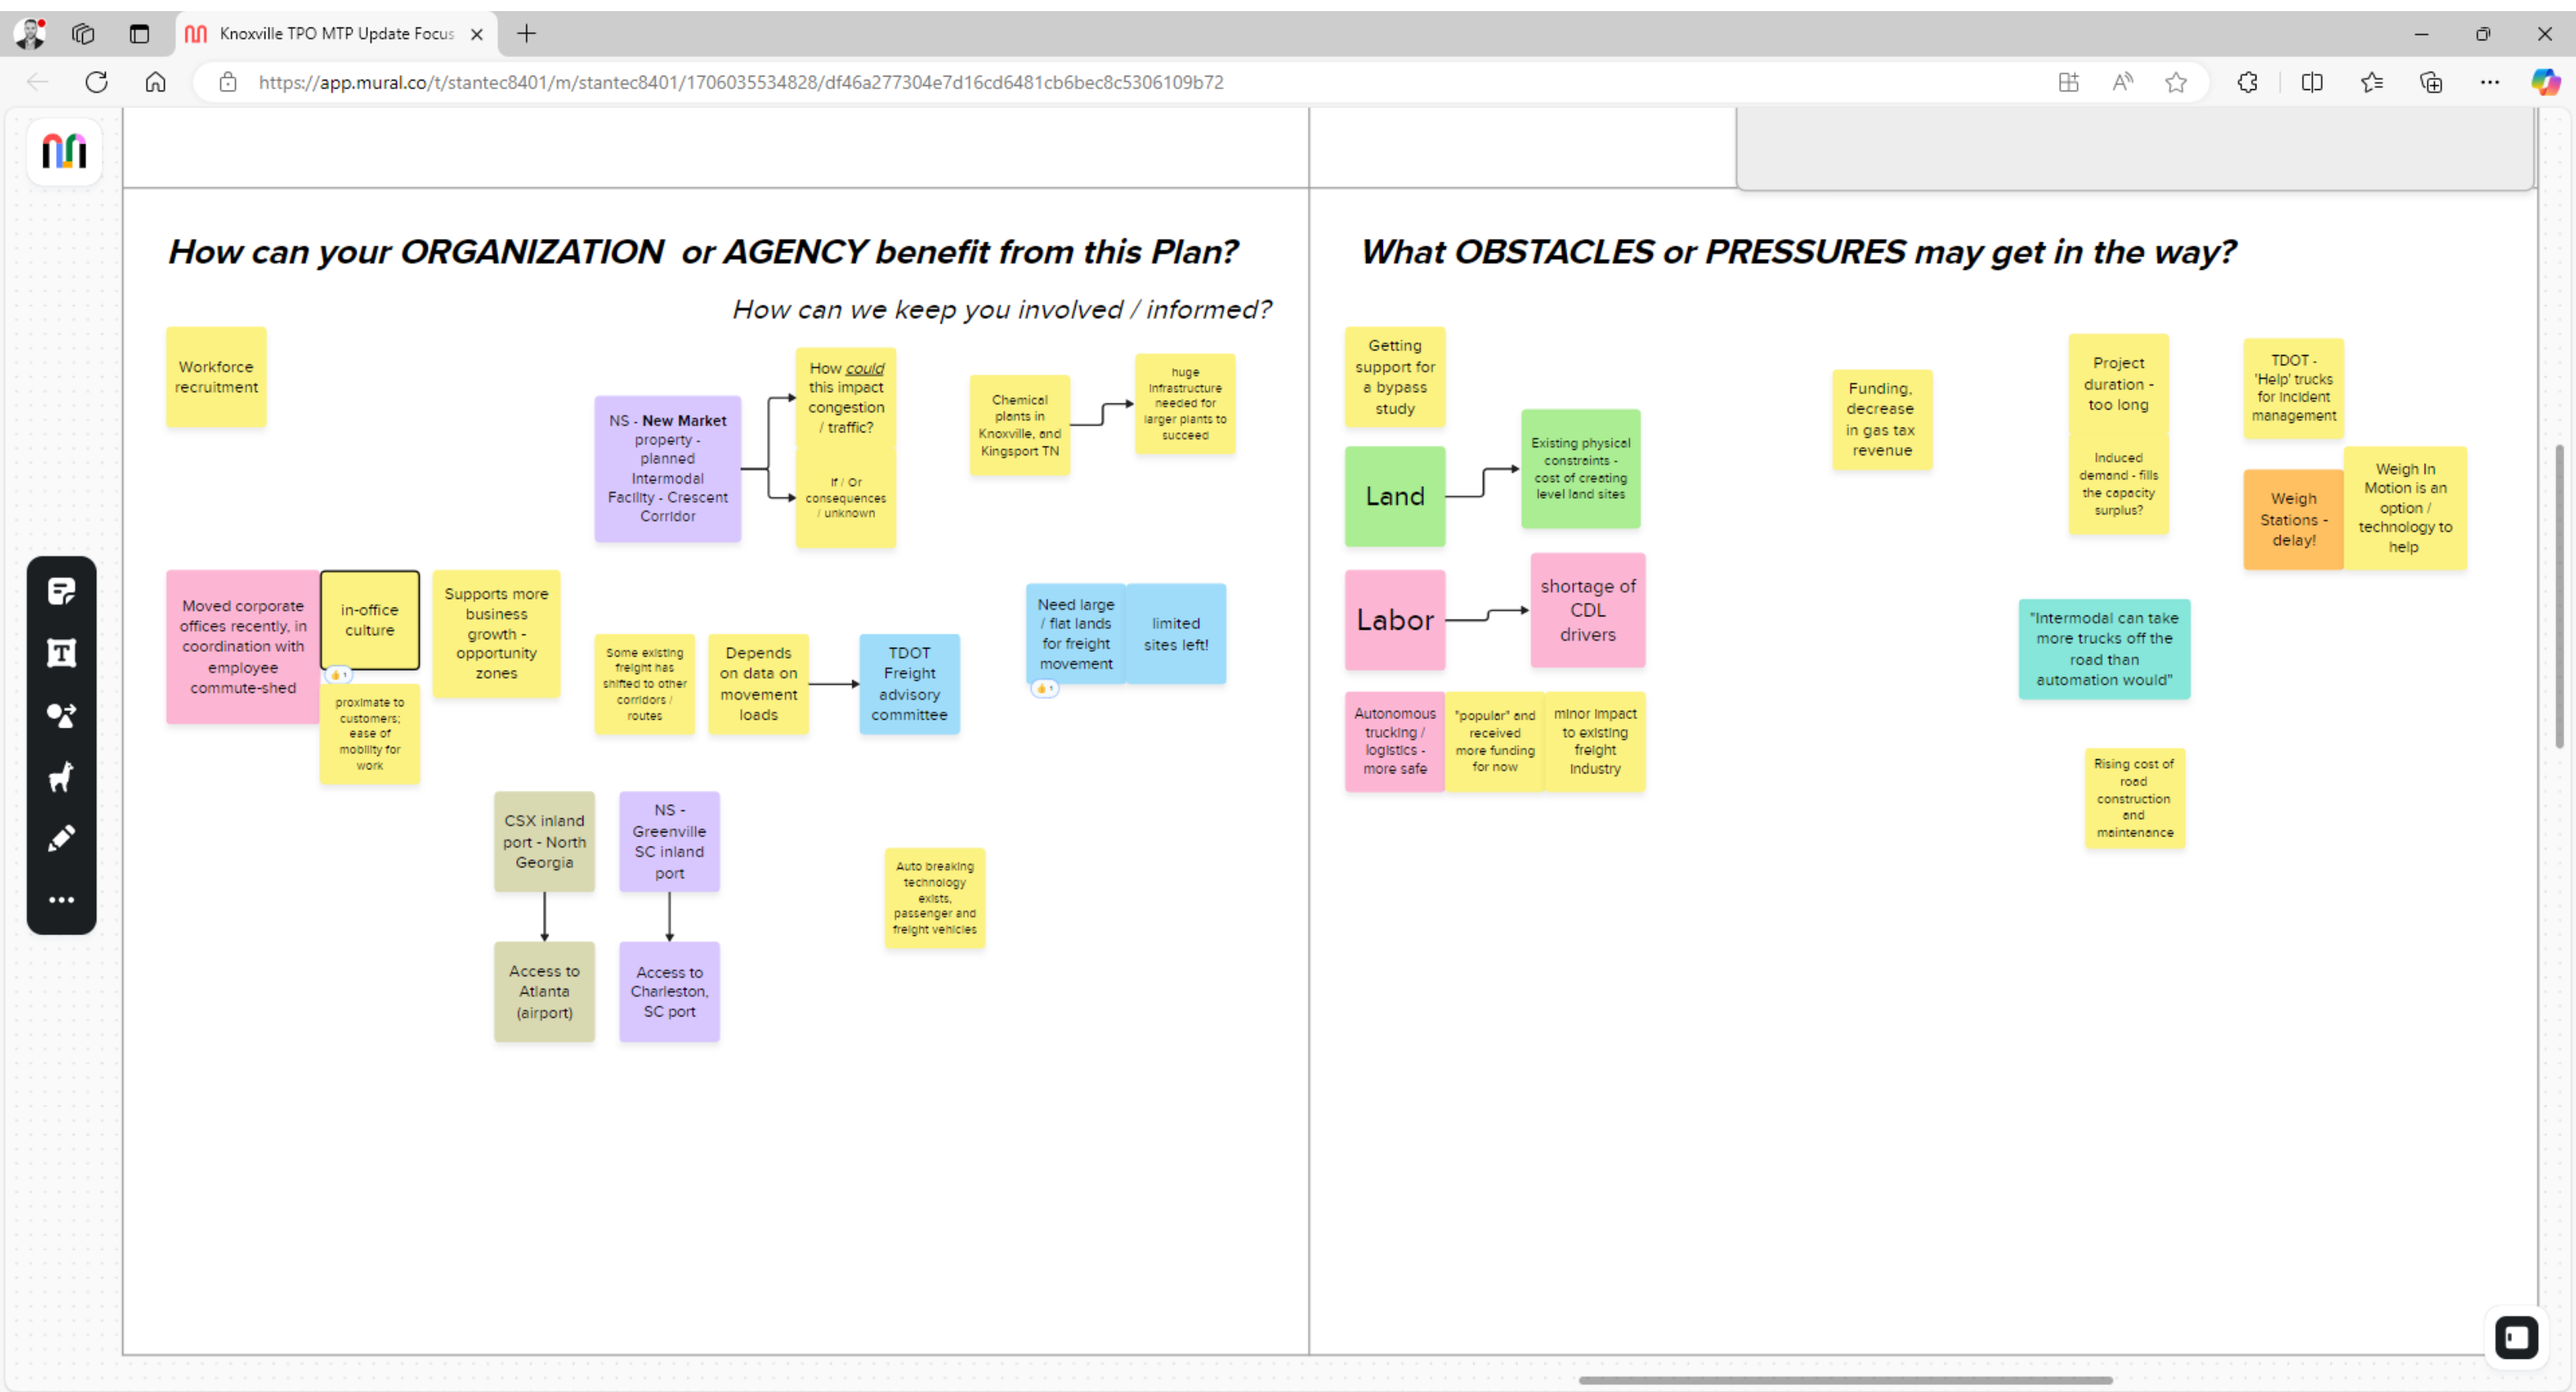 Knoxville TPO MTP Update Focus
https://app.mural.co/t/stantec8401/m/stantec8401/1706035534828/df46a277304e7d16cd6481cb6bec8c5306109b72
How can your ORGANIZATION or AGENCY benefit from this Plan?
How can we keep you involved / informed?
Workforce
recruitment
NS - New Market
property -
planned
Intermodal
Facility - Crescent
Corridor
How could
this impact
congestion
/ traffic?
If / Or
consequences
/ unknown
Chemical
plants in
Knoxville, and
Kingsport TN
huge
infrastructure
needed for
larger plants to
succeed
Moved corporate
offices recently, in
coordination with
employee
commute-shed
in-office
culture
1
proximate to
customers;
ease of
mobility for
work
Supports more
business
growth -
opportunity
zones
Some existing
freight has
shifted to other
corridors /
routes
Depends
on data on
movement
loads
TDOT
Freight
advisory
committee
Need large
/ flat lands
for freight
movement
1
limited
sites left!
CSX inland
port - North
Georgia
NS -
Greenville
SC inland
port
Access to
Atlanta
(airport)
Access to
Charleston,
SC port
Auto breaking
technology
exists,
passenger and
freight vehicles
What OBSTACLES or PRESSURES may get in the way?
Getting
support for
a bypass
study
Land
Existing physical
constraints -
cost of creating
level land sites
Labor
shortage of
CDL
drivers
Autonomous
trucking /
logistics -
more safe
"popular" and
received
more funding
for now
minor impact
to existing
freight
industry
Funding,
decrease
in gas tax
revenue
Project
duration -
too long
Induced
demand - fills
the capacity
surplus?
TDOT -
'Help' trucks
for incident
management
Weigh
Stations -
delay!
Weigh In
Motion is an
option /
technology to
help
"Intermodal can take
more trucks off the
road than
automation would"
Rising cost of
road
construction
and
maintenance